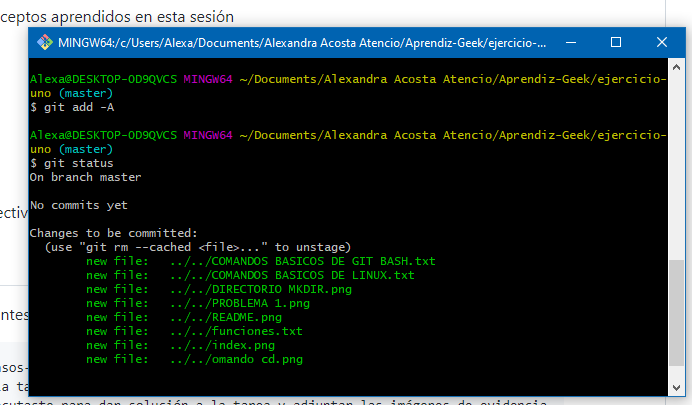 ceptos aprendidos en esta sesión
MINGW64:/c/Users/Alexa/Documents/Alexandra Acosta Atencio/Aprendiz-Geek/ejercicio-...
Alexa@DESKTOP-OD9QVCS MINGW64 ~/Documents/Alexandra Acosta Atencio/Aprendiz-Geek/ejercicio-
uno (master)
$ git add -A
Alexa@DESKTOP-OD9QVCS MINGW64 ~/Documents/Alexandra Acosta Atencio/Aprendiz-Geek/ejercicio-
uno (master)
$ git status
On branch master
No commits yet
ectiv
Changes to be committed:
(use "git rm --cached <file>..." to unstage)
new file: ../../COMANDOS BASICOS DE GIT BASH.txt
new file: ../../COMANDOS BASICOS DE LINUX.txt
new file: ../../DIRECTORIO MKDIR.png
new file: ../../PROBLEMA 1.png
new file: ../../README.png
ntes
new file: ../../funciones.txt
new file: ../../index.png
new file: ../../omando cd.png
sos-
a ta